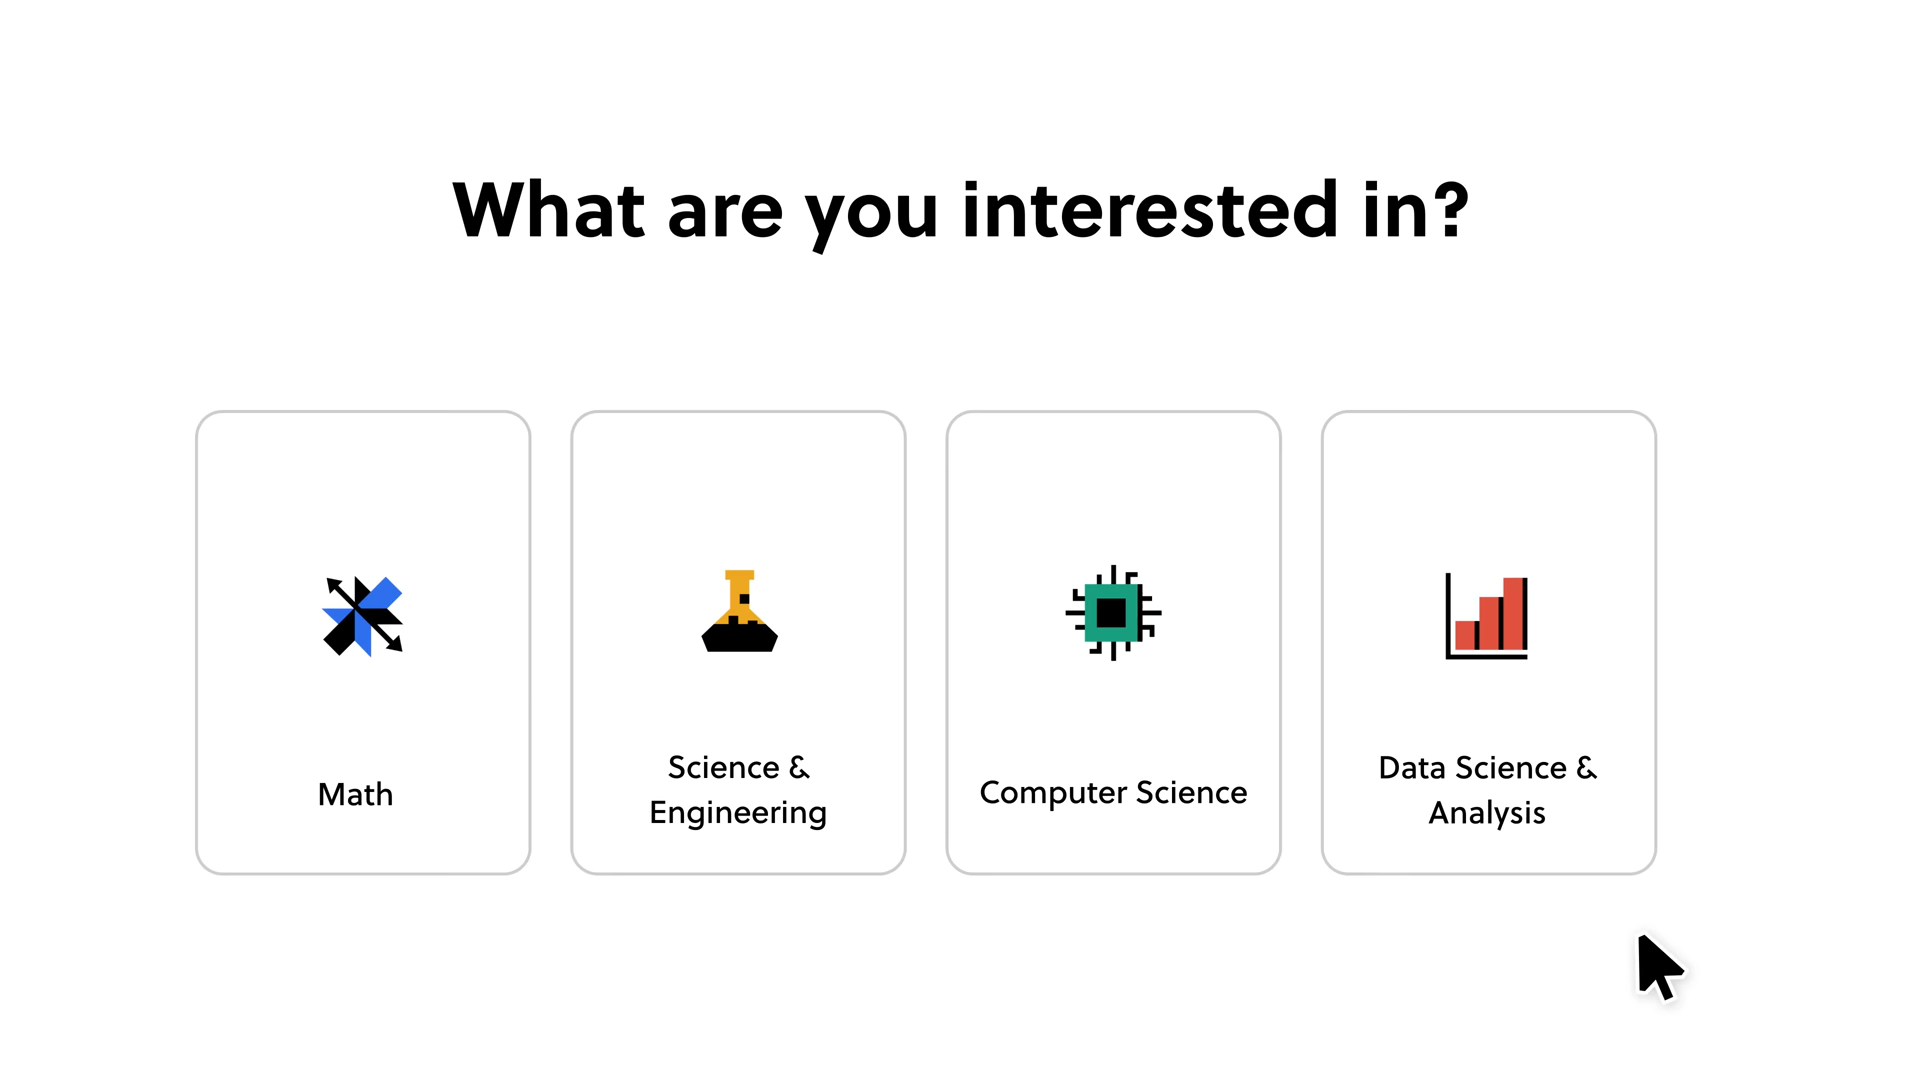 What are you interested in?
Math
Science &
Engineering
Computer Science
Data Science &
Analysis